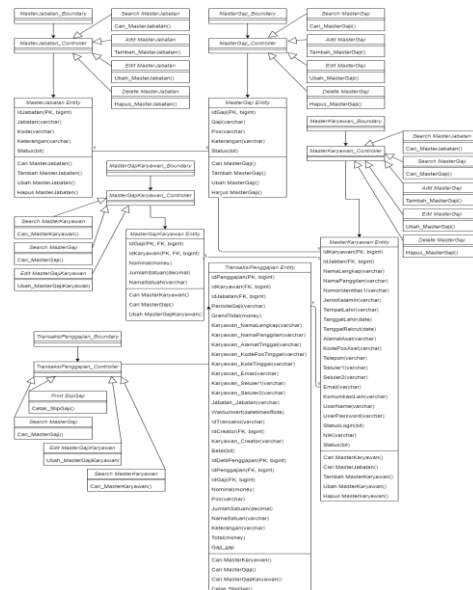 MasterJabatan_Boundary
MasterJabatan_Controller
Search MasterJabatan
Cari_MasterJabatan()
Add MasterJabatan
Tambah_MasterJabatan()
Edit MasterJabatan
Ubah_MasterJabatan()
Delete MasterJabatan
Hapus_MasterJabatan()
MasterJabatan Entity
IdJabatan(PK, bigint)
Jabatan(varchar)
Kode(varchar)
Keterangan(varchar)
Status(bit)
Cari MasterJabatan()
Tambah MasterJabatan()
Ubah MasterJabatan()
Hapus MasterJabatan()
MasterGaji_Boundary
MasterGaji_Controller
Search MasterGaji
Cari_MasterGaji()
Add MasterGaji
Tambah_MasterGaji()
Edit MasterGaji
Ubah_MasterGaji()
Delete MasterGaji
Hapus_MasterGaji()
MasterGaji Entity
IdGaji(PK, bigint)
Gaji(varchar)
Pos(varchar)
Keterangan(varchar)
Status(bit)
Cari MasterGaji()
Tambah MasterGaji()
Ubah MasterGaji()
Hapus MasterGaji()
MasterKaryawan_Boundary
MasterKaryawan_Controller
Search MasterJabatan
Cari_MasterJabatan()
Search MasterGaji
Cari_MasterGaji()
Add MasterGaji
Tambah_MasterGaji()
Edit MasterGaji
Ubah_MasterGaji()
Delete MasterGaji
Hapus_MasterGaji()
MasterGajiKaryawan_Boundary
MasterGajiKaryawan_Controller
Search MasterKaryawan
Cari_MasterKaryawan()
Search MasterGaji
Cari_MasterGaji()
Edit MasterGajiKaryawan
Ubah_MasterGajiKaryawan()
MasterGajiKaryawan Entity
IdGaji(PK, FK, bigint)
IdKaryawan(PK, FK, bigint)
Nominal(money)
JumlahSatuan(decimal)
NamaSatuan(varchar)
Cari MasterKaryawan()
Cari MasterGaji()
Ubah MasterGajiKaryawan()
MasterKaryawan Entity
IdKaryawan(PK, bigint)
IdJabatan(FK, bigint)
NamaLengkap(varchar)
NamaPanggilan(varchar)
NomorIdentitas1(varchar)
JenisKelamin(varchar)
TempatLahir(varchar)
TanggalLahir(date)
AlamatAsal(varchar)
KodePosAsal(varchar)
Telepon(varchar)
Seluler1(varchar)
Seluler2(varchar)
Email(varchar)
KomunikasiLain(varchar)
UserName(varchar)
UserPassword(varchar)
StatusLogin(bit)
Nik(varchar)
Status(bit)
Cari MasterKaryawan()
Cari MasterJabatan()
Tambah MasterKaryawan()
Ubah MasterKaryawan()
Hapus MasterKaryawan()
TransaksiPenggajian Entity
IdPenggajian(PK, bigint)
IdKaryawan(FK, bigint)
IdJabatan(FK, bigint)
PeriodeGaji(varchar)
GrandTotal(money)
Karyawan_NamaLengkap(varchar)
Karyawan_NamaPanggilan(varchar)
Karyawan_AlamatTinggal(varchar)
Karyawan_KodePosTinggal(varchar)
Karyawan_KotaTinggal(varchar)
Karyawan_Email(varchar)
Karyawan_Seluler1(varchar)
Karyawan_Seluler2(varchar)
Jabatan_Jabatan(varchar)
WaktuInsert(datetimeoffset)
IdTransaksi(varchar)
IdCreator(FK, bigint)
Karyawan_Creator(varchar)
Batal(bit)
IdDetilPenggajian(PK, bigint)
IdPenggajian(FK, bigint)
IdGaji(FK, bigint)
Nominal(money)
Pos(varchar)
JumlahSatuan(decimal)
NamaSatuan(varchar)
Keterangan(varchar)
Total(money)
Gaji_gaji
Cari MasterKaryawan()
Cari MasterGaji()
Cari MasterGajiKaryawan()
Cetak_SlipGaji()
TransaksiPenggajian_Boundary
TransaksiPenggajian_Controller
Print SlipGaji
Cetak_SlipGaji()
Search MasterGaji
Cari_MasterGaji()
Edit MasterGajiKaryawan
Ubah_MasterGajiKaryawan()
Search MasterKaryawan
Cari_MasterKaryawan()